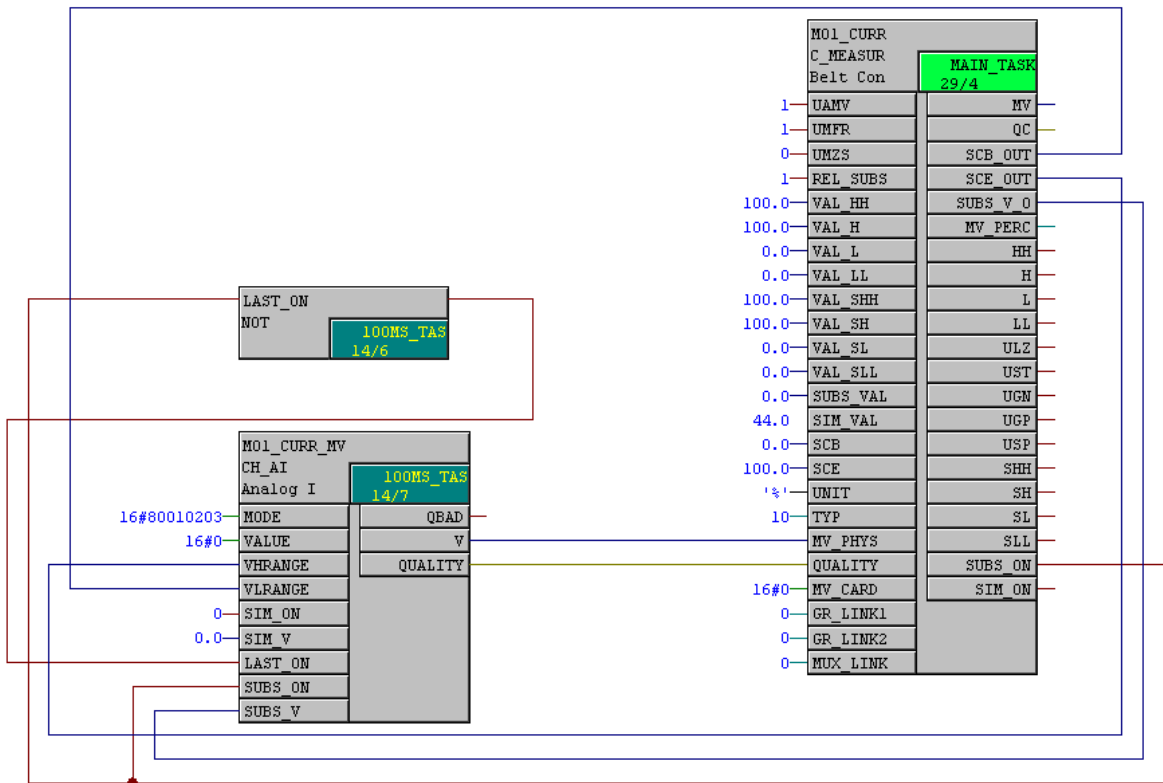 M01_CURR
C_MEASUR
Belt Con
MAIN_TASK
29/4
1 UAMV MV
1 UMFR QC
0 UMZS SCB_OUT
1 REL_SUBS SCE_OUT
100.0 VAL_HH SUBS_V_O
100.0 VAL_H MV_PERC
0.0 VAL_L HH
0.0 VAL_LL H
100.0 VAL_SHH L
100.0 VAL_SH LL
0.0 VAL_SL ULZ
0.0 VAL_SLL UST
0.0 SUBS_VAL UGN
44.0 SIM_VAL UGP
0.0 SCB USP
100.0 SCE SHH
'%' UNIT SH
10 TYP SL
MV_PHYS SLL
QUALITY SUBS_ON
16#0 MV_CARD SIM_ON
0 GR_LINK1
0 GR_LINK2
0 MUX_LINK
LAST_ON
NOT
100MS_TAS
14/6
M01_CURR_MV
CH_AI
Analog I
100MS_TAS
14/7
16#80010203 MODE QBAD
16#0 VALUE V
VHRANGE QUALITY
VLRANGE
0 SIM_ON
0.0 SIM_V
LAST_ON
SUBS_ON
SUBS_V